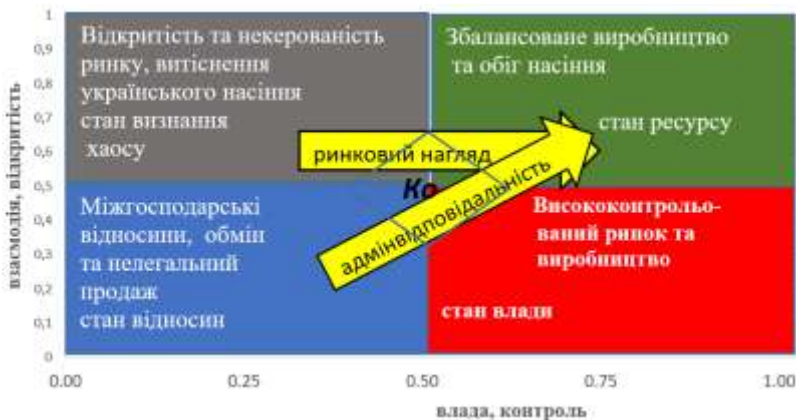 1
0,9
0,8
0,7
0,6
0,5
0,4
0,3
0,2
0,1
0
взаємодія, відкритість
Відкритість та некерованість
ринку, витіснення
українського насіння
стан визнання
хаосу
Збалансоване виробництво
та обіг насіння
стан ресурсу
ринковий нагляд
Ко
адмінвідповідальність
Міжгосподарські
відносини, обмін
та нелегальний
продаж
стан відносин
Висококонтрольо-
ваний ринок та
виробництво
стан влади
0.00
0.25
0.50
0.75
1.00
влада, контроль